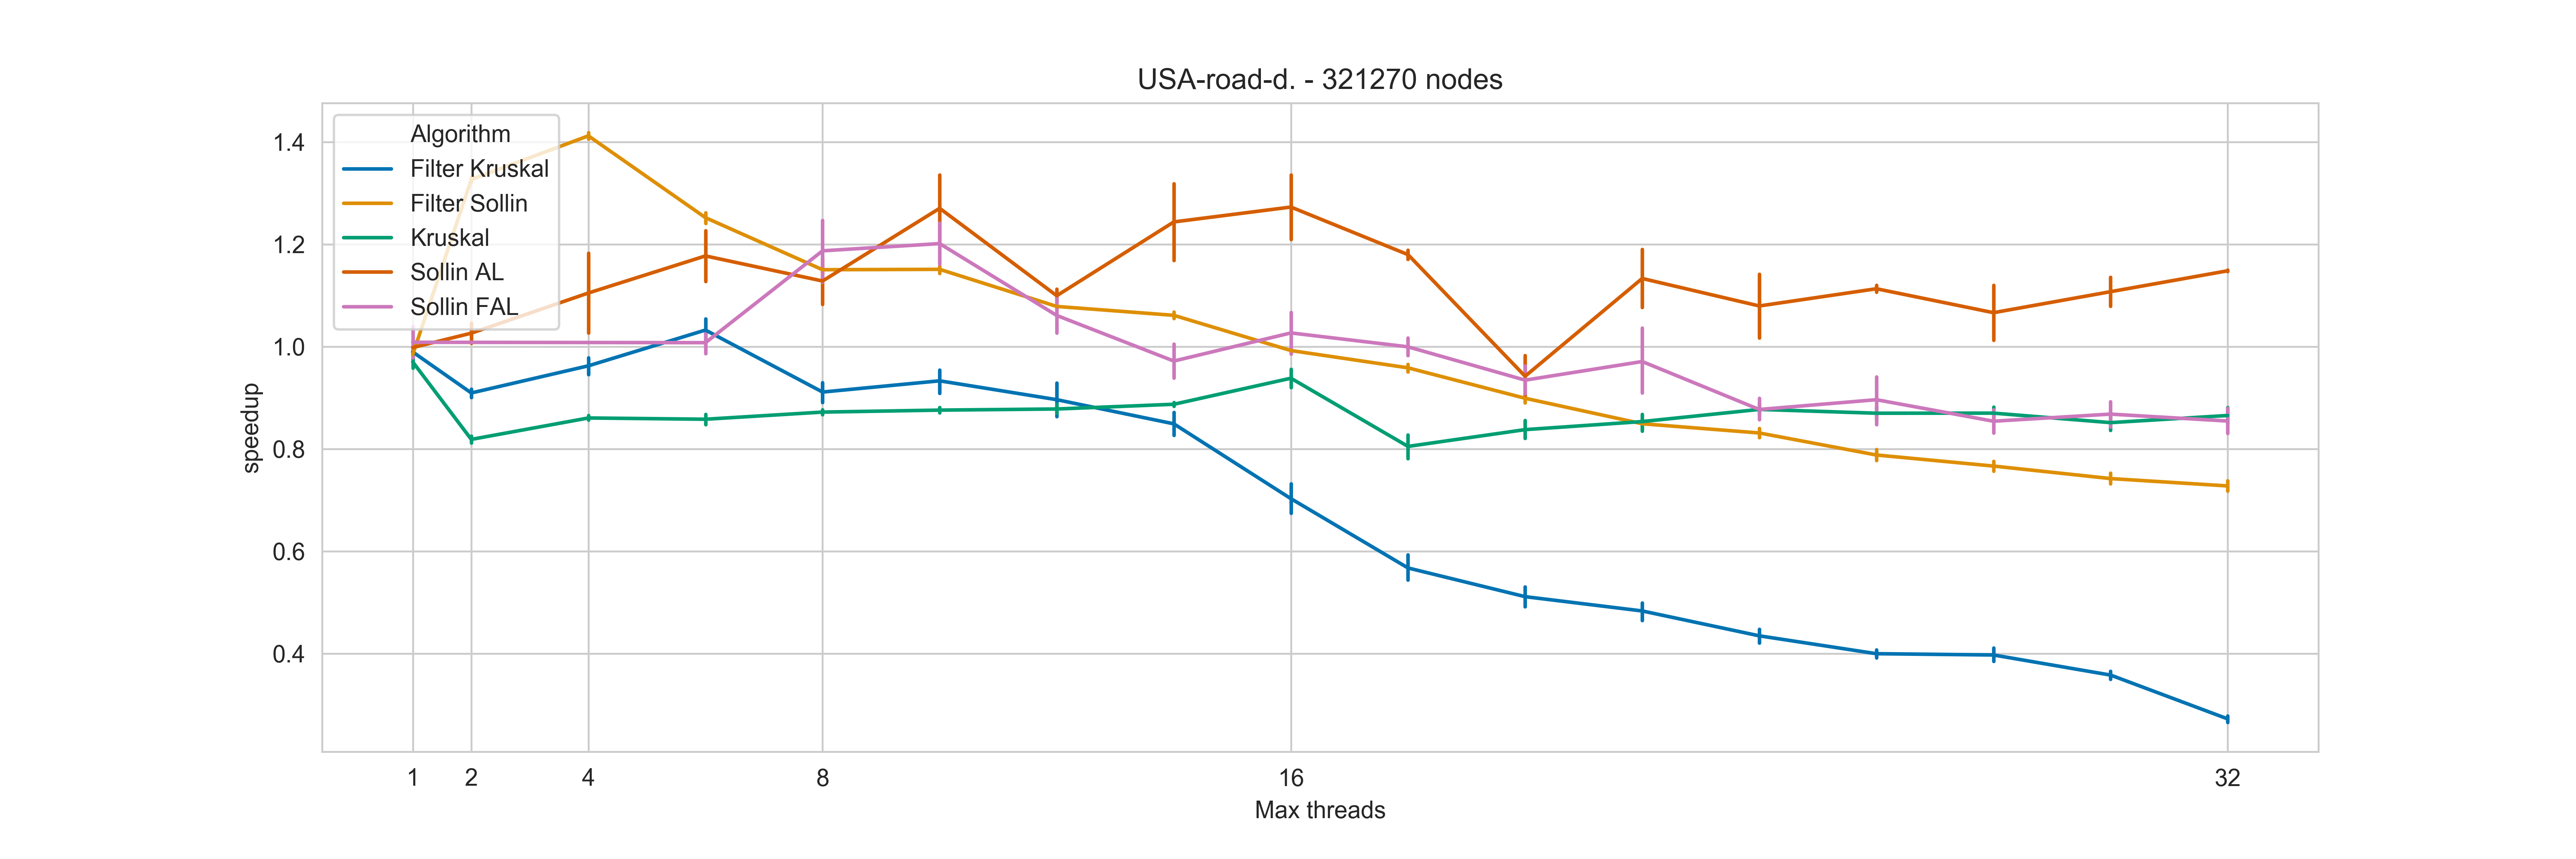 USA-road-d. - 321270 nodes
Algorithm
Filter Kruskal
Filter Sollin
Kruskal
Sollin AL
Sollin FAL
1.4
1.2
1.0
0.8
0.6
0.4
speedup
1 2 4 8 16 32
Max threads